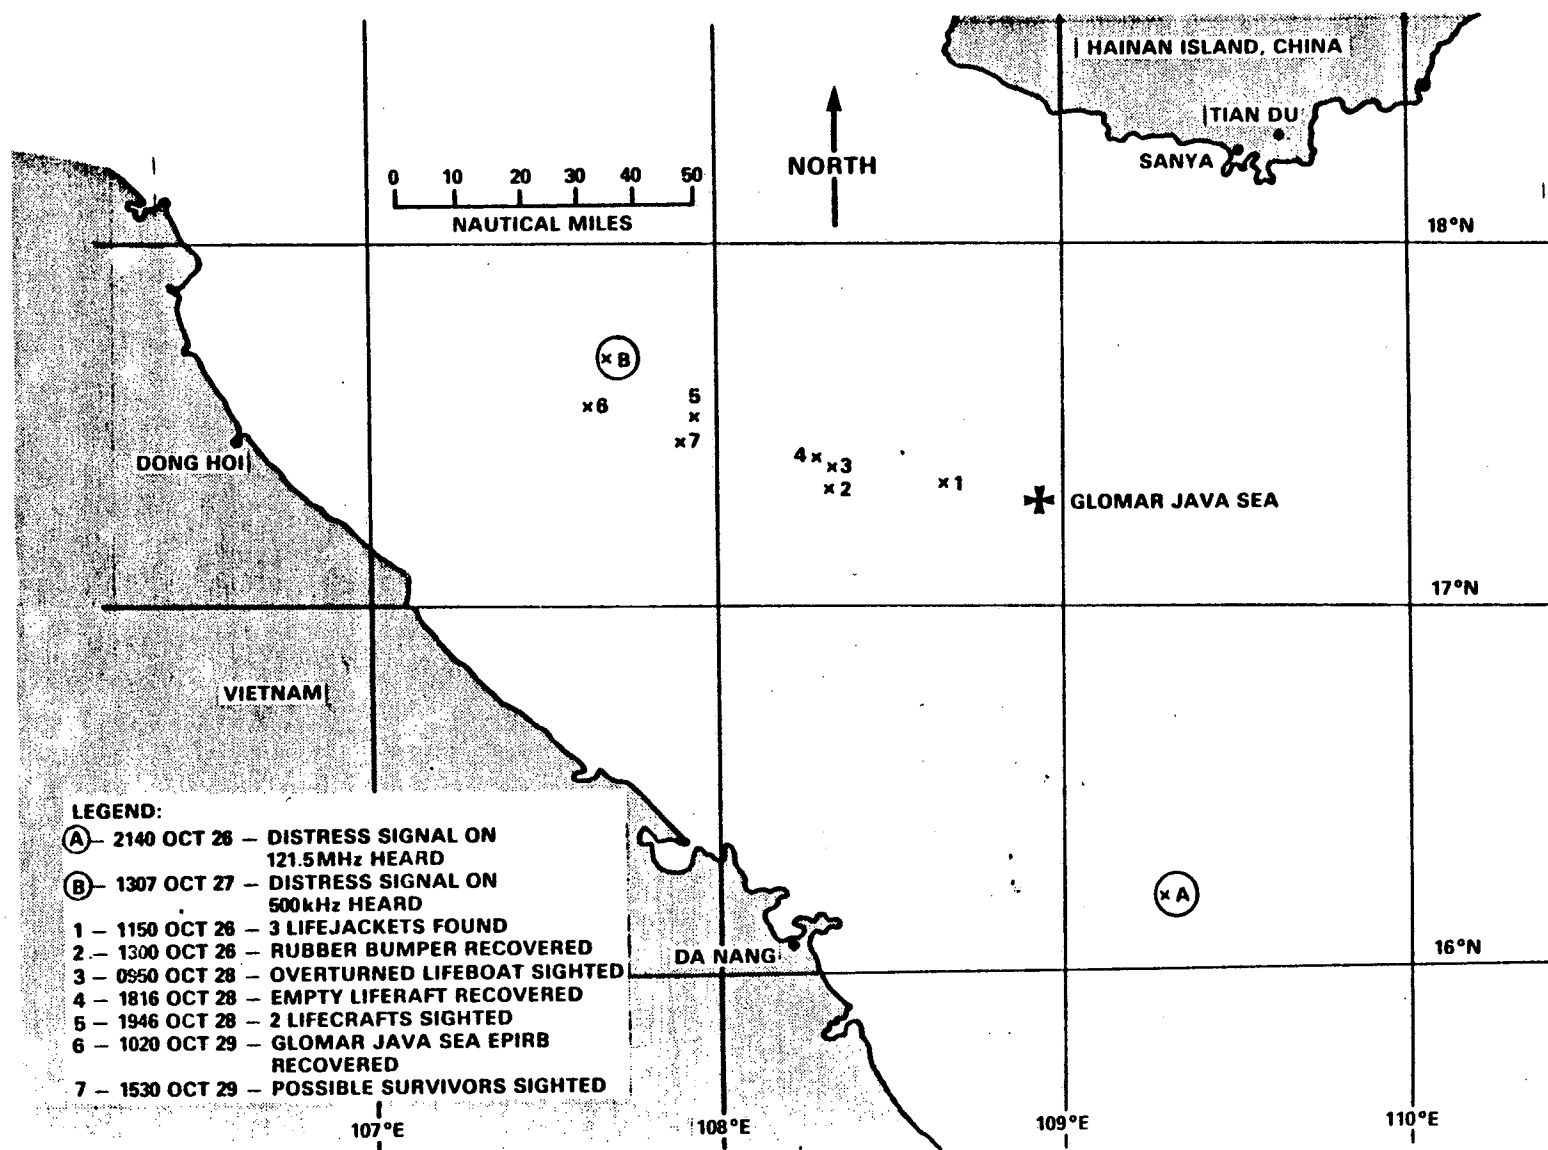 HAINAN ISLAND, CHINA
TIAN DU
SANYA
NORTH
0 10 20 30 40 50
NAUTICAL MILES
18°N
×B
5
×
×6
×7
4×
×3
×2
×1
GLOMAR JAVA SEA
DONG HOI
17°N
VIETNAM
×A
DA NANG
16°N
LEGEND:
A – 2140 OCT 26 – DISTRESS SIGNAL ON
121.5MHz HEARD
B – 1307 OCT 27 – DISTRESS SIGNAL ON
500kHz HEARD
1 – 1150 OCT 26 – 3 LIFEJACKETS FOUND
2 – 1300 OCT 26 – RUBBER BUMPER RECOVERED
3 – 0950 OCT 28 – OVERTURNED LIFEBOAT SIGHTED
4 – 1816 OCT 28 – EMPTY LIFERAFT RECOVERED
5 – 1946 OCT 28 – 2 LIFECRAFTS SIGHTED
6 – 1020 OCT 29 – GLOMAR JAVA SEA EPIRB
RECOVERED
7 – 1530 OCT 29 – POSSIBLE SURVIVORS SIGHTED
107°E
108°E
109°E
110°E